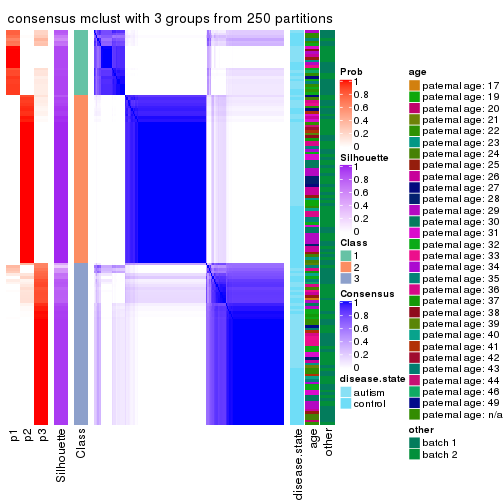 consensus mclust with 3 groups from 250 partitions
Prob
1
0.8
0.6
0.4
0.2
0
Silhouette
1
0.8
0.6
0.4
0.2
0
Class
1
2
3
Consensus
1
0.8
0.6
0.4
0.2
0
disease.state
autism
control
age
paternal age: 17
paternal age: 19
paternal age: 20
paternal age: 21
paternal age: 22
paternal age: 23
paternal age: 24
paternal age: 25
paternal age: 26
paternal age: 27
paternal age: 28
paternal age: 29
paternal age: 30
paternal age: 31
paternal age: 32
paternal age: 33
paternal age: 34
paternal age: 35
paternal age: 36
paternal age: 37
paternal age: 38
paternal age: 39
paternal age: 40
paternal age: 41
paternal age: 42
paternal age: 43
paternal age: 44
paternal age: 46
paternal age: 49
paternal age: n/a
other
batch 1
batch 2
p1
p2
p3
Silhouette
Class
disease.state
age
other